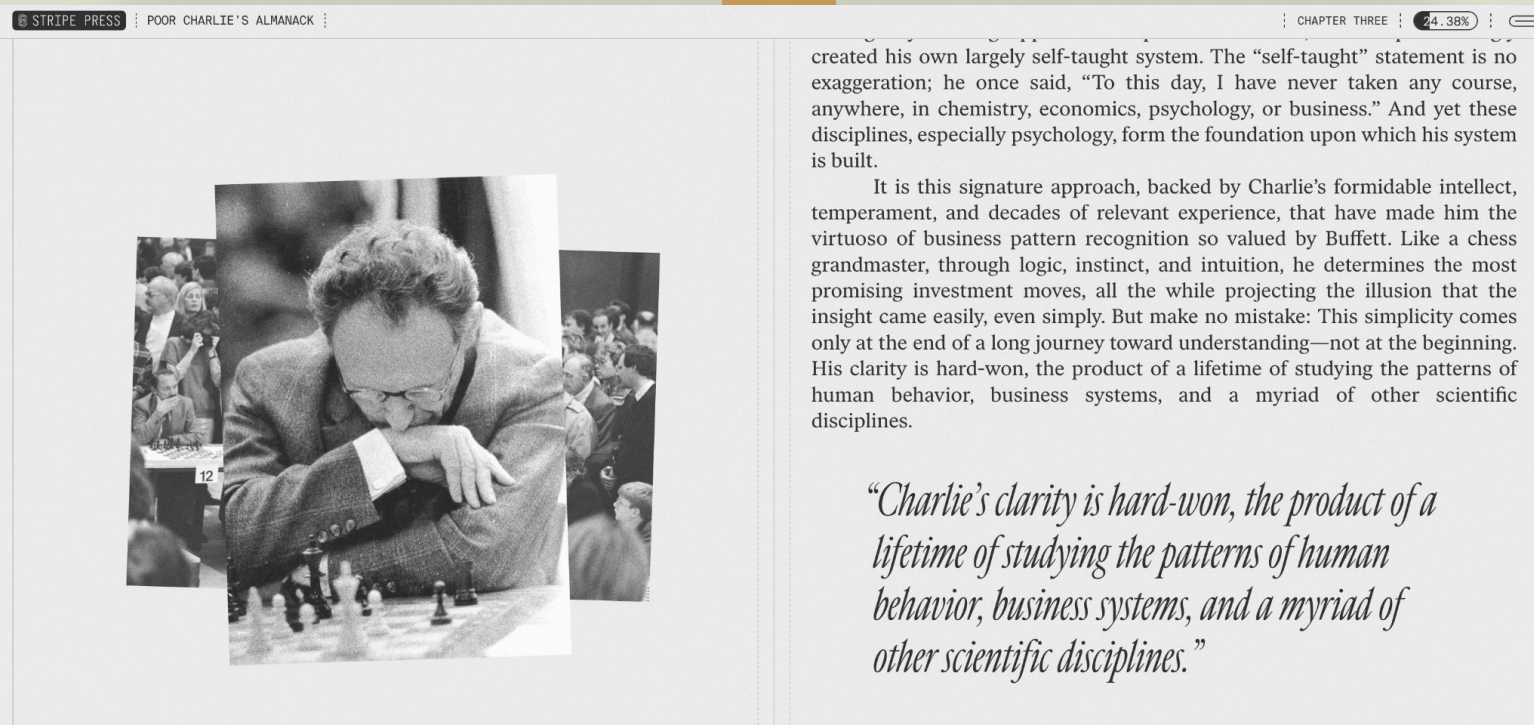 STRIPE PRESS
POOR CHARLIE'S ALMANACK
CHAPTER THREE
24.38%
created his own largely self-taught system. The “self-taught” statement is no
exaggeration; he once said, “To this day, I have never taken any course,
anywhere, in chemistry, economics, psychology, or business.” And yet these
disciplines, especially psychology, form the foundation upon which his system
is built.
It is this signature approach, backed by Charlie’s formidable intellect,
temperament, and decades of relevant experience, that have made him the
virtuoso of business pattern recognition so valued by Buffett. Like a chess
grandmaster, through logic, instinct, and intuition, he determines the most
promising investment moves, all the while projecting the illusion that the
insight came easily, even simply. But make no mistake: This simplicity comes
only at the end of a long journey toward understanding—not at the beginning.
His clarity is hard-won, the product of a lifetime of studying the patterns of
human behavior, business systems, and a myriad of other scientific
disciplines.
12
“Charlie’s clarity is hard-won, the product of a
lifetime of studying the patterns of human
behavior, business systems, and a myriad of
other scientific disciplines.”